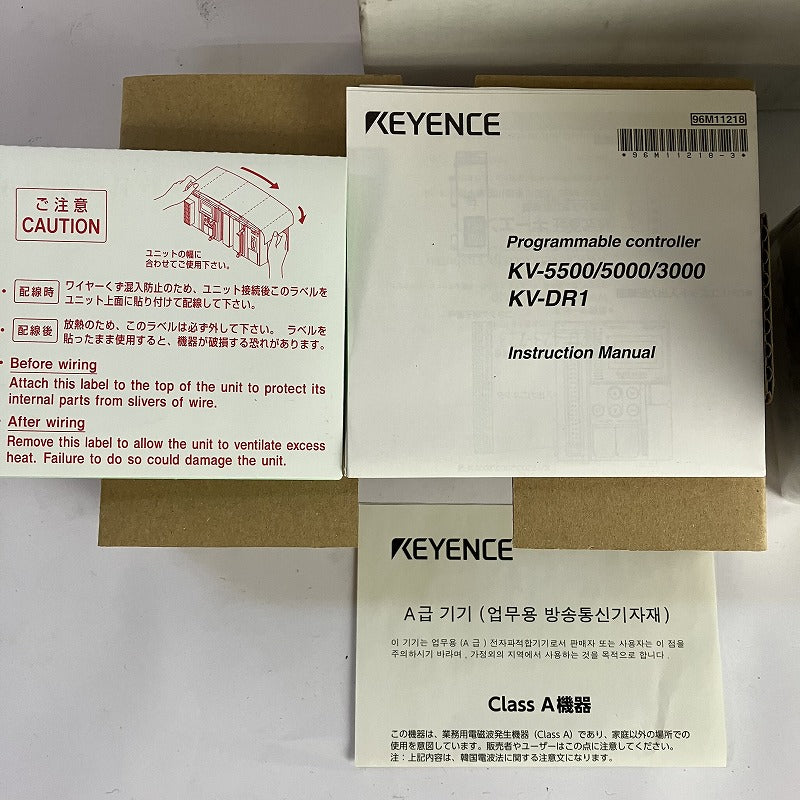 ご注意
CAUTION
ユニットの幅に
合わせてご使用下さい。
・ 配線時 ワイヤーくず混入防止のため、ユニット接続後このラベルを
ユニット上面に貼り付けて配線して下さい。
・ 配線後 放熱のため、このラベルは必ず外して下さい。 ラベルを
貼ったまま使用すると、機器が破損する恐れがあります。
・ Before wiring
Attach this label to the top of the unit to protect its
internal parts from slivers of wire.
・ After wiring
Remove this label to allow the unit to ventilate excess
heat. Failure to do so could damage the unit.
KEYENCE
96M11218
*96M11218-3*
Programmable controller
KV-5500/5000/3000
KV-DR1
Instruction Manual
KEYENCE
A급 기기 (업무용 방송통신기자재)
이 기기는 업무용 (A 급 ) 전자파적합기기로서 판매자 또는 사용자는 이 점을
주의하시기 바라며 , 가정외의 지역에서 사용하는 것을 목적으로 합니다 .
Class A機器
この機器は、業務用電磁波発生機器（Class A）であり、家庭以外の場所での
使用を意図しています。販売者やユーザーはこの点に注意してください。
注：上記内容は、韓国電波法に関する注意文になります。